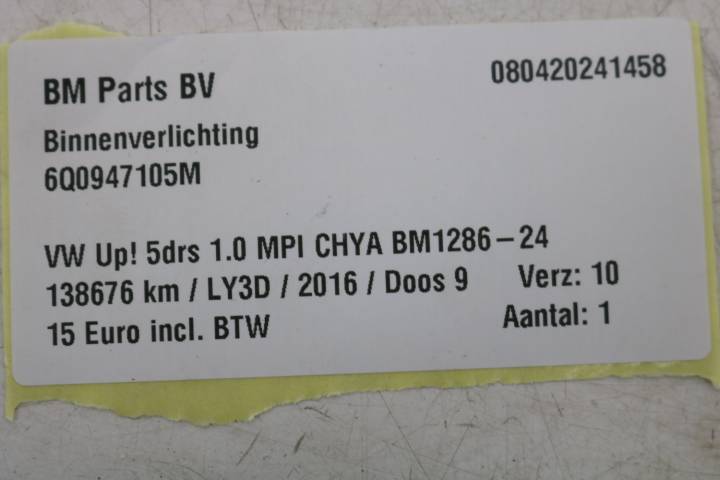 BM Parts BV 080420241458
Binnenverlichting
6Q0947105M
VW Up! 5drs 1.0 MPI CHYA BM1286-24
138676 km / LY3D / 2016 / Doos 9 Verz: 10
15 Euro incl. BTW Aantal: 1